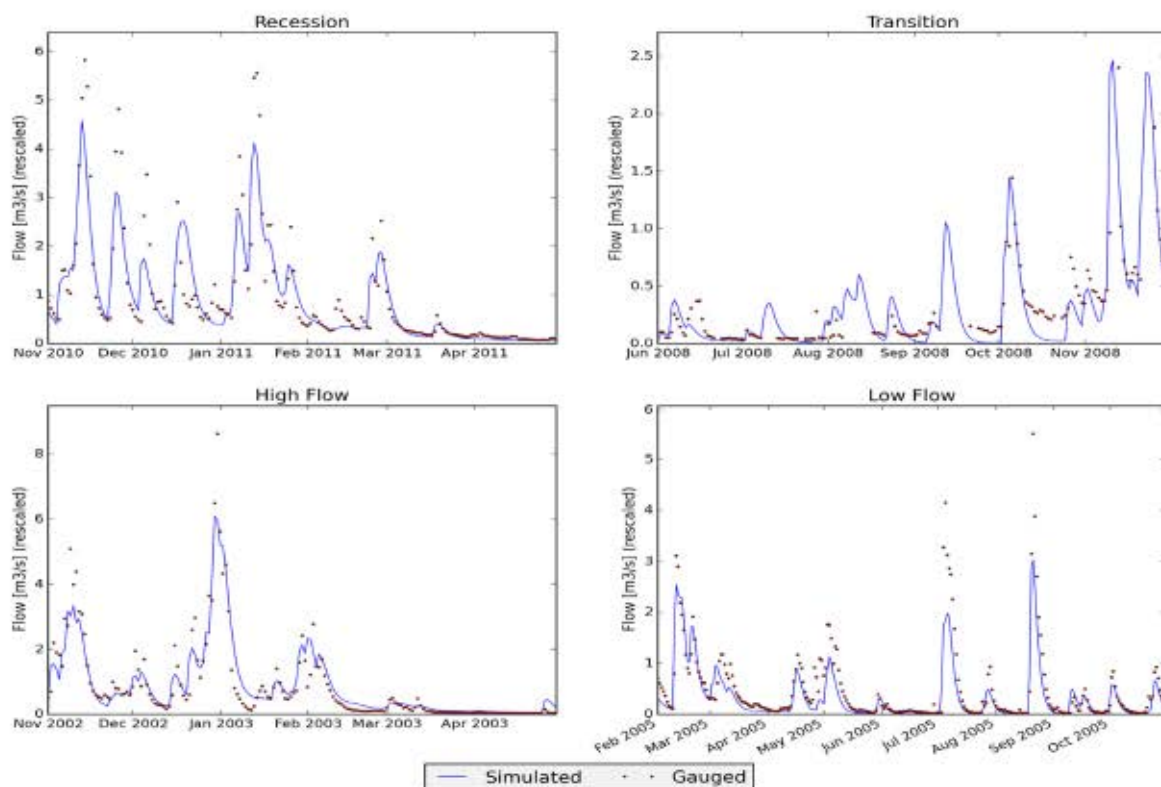 Recession
Flow [m3/s] (rescaled)
6
5
4
3
2
1
0
Nov 2010 Dec 2010 Jan 2011 Feb 2011 Mar 2011 Apr 2011
Transition
Flow [m3/s] (rescaled)
2.5
2.0
1.5
1.0
0.5
0.0
Jun 2008 Jul 2008 Aug 2008 Sep 2008 Oct 2008 Nov 2008
High Flow
Flow [m3/s] (rescaled)
8
6
4
2
0
Nov 2002 Dec 2002 Jan 2003 Feb 2003 Mar 2003 Apr 2003
Low Flow
Flow [m3/s] (rescaled)
6
5
4
3
2
1
0
Feb 2005 Mar 2005 Apr 2005 May 2005 Jun 2005 Jul 2005 Aug 2005 Sep 2005 Oct 2005
Simulated Gauged